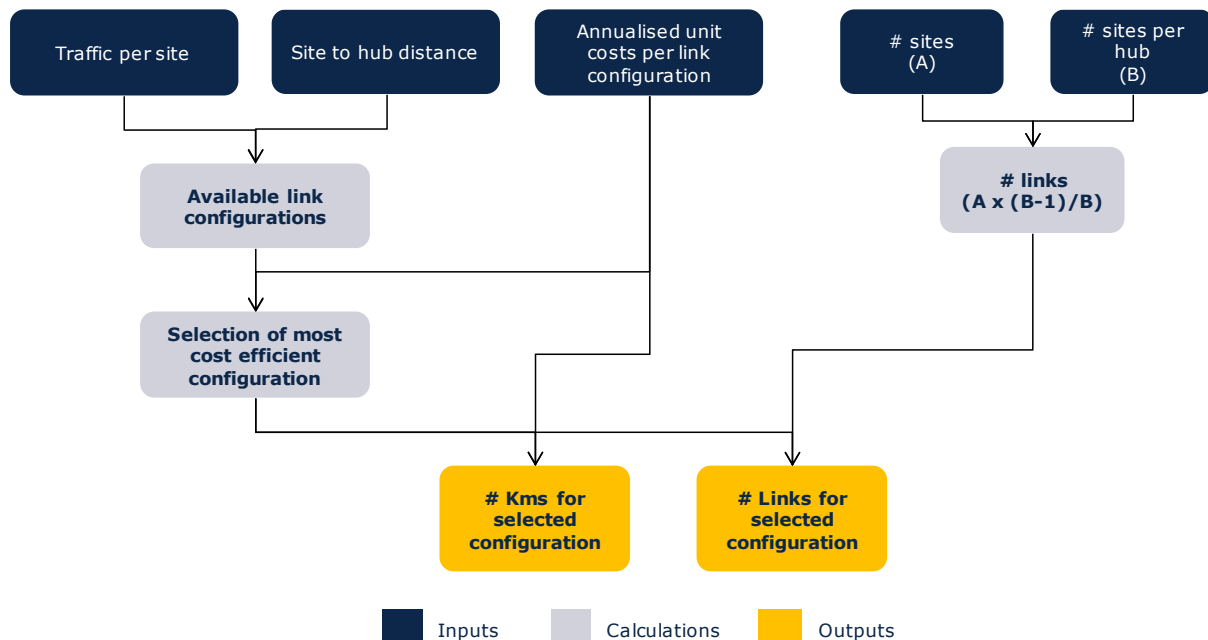 Traffic per site
Site to hub distance
Annualised unit
costs per link
configuration
# sites
(A)
# sites per
hub
(B)
Available link
configurations
# links
(A x (B-1)/B)
Selection of most
cost efficient
configuration
# Kms for
selected
configuration
# Links for
selected
configuration
Inputs
Calculations
Outputs